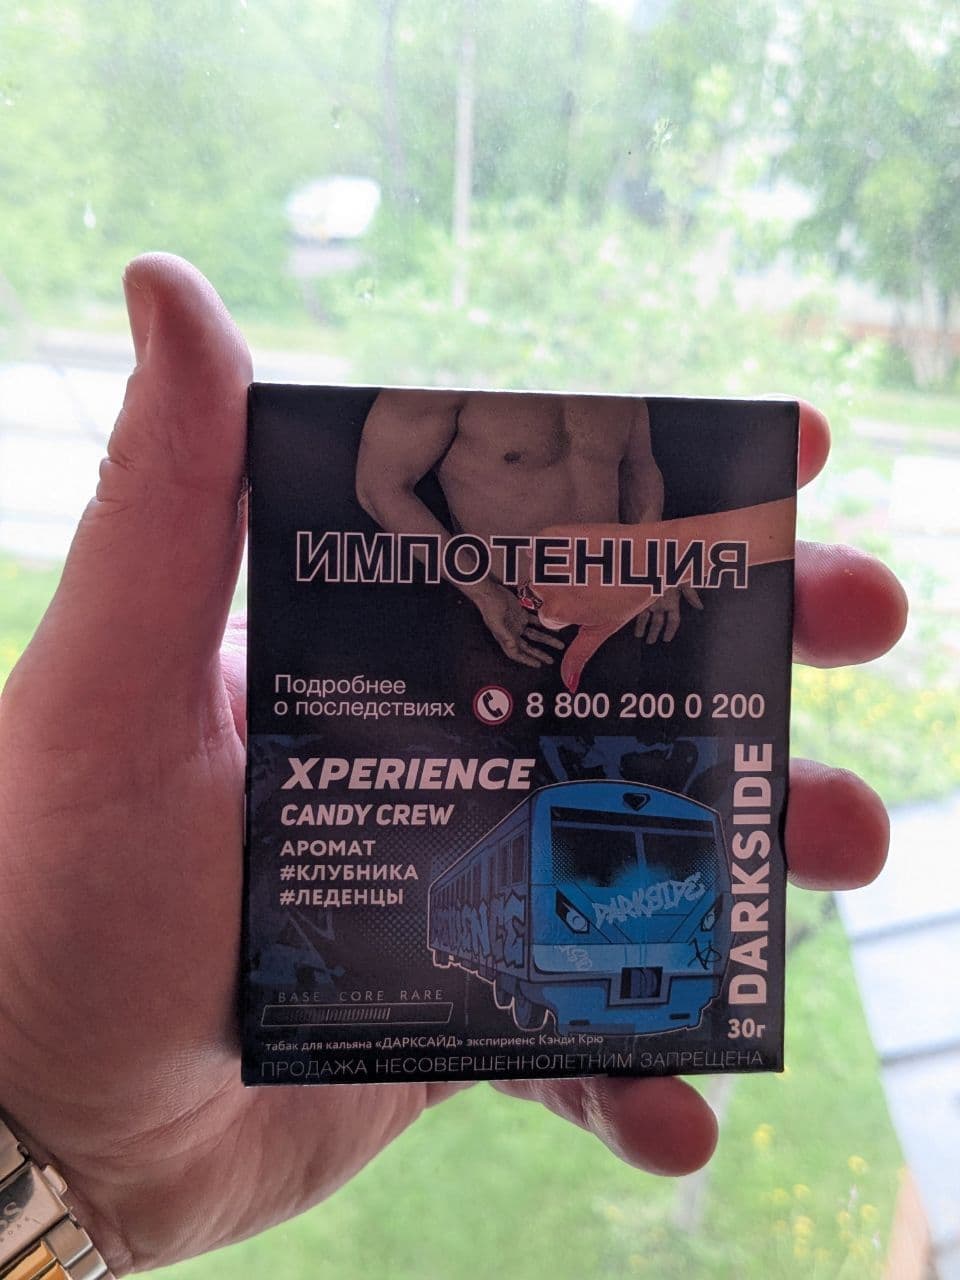 ИМПОТЕНЦИЯ
Подробнее
о последствиях
8 800 200 0 200
XPERIENCE
CANDY CREW
АРОМАТ
#КЛУБНИКА
#ЛЕДЕНЦЫ
DARKSIDE
DARKSIDE
BASE CORE RARE
30г
табак для кальяна «ДАРКСАЙД» экспириенс Кэнди Крю
ПРОДАЖА НЕСОВЕРШЕННОЛЕТНИМ ЗАПРЕЩЕНА